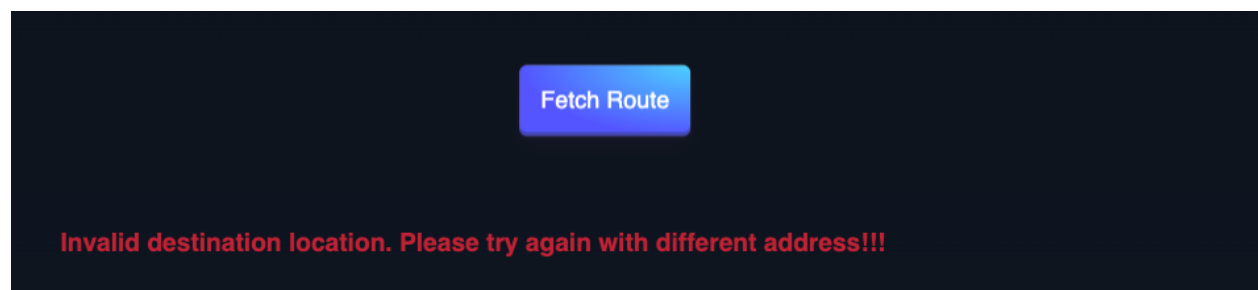 Fetch Route
Invalid destination location. Please try again with different address!!!